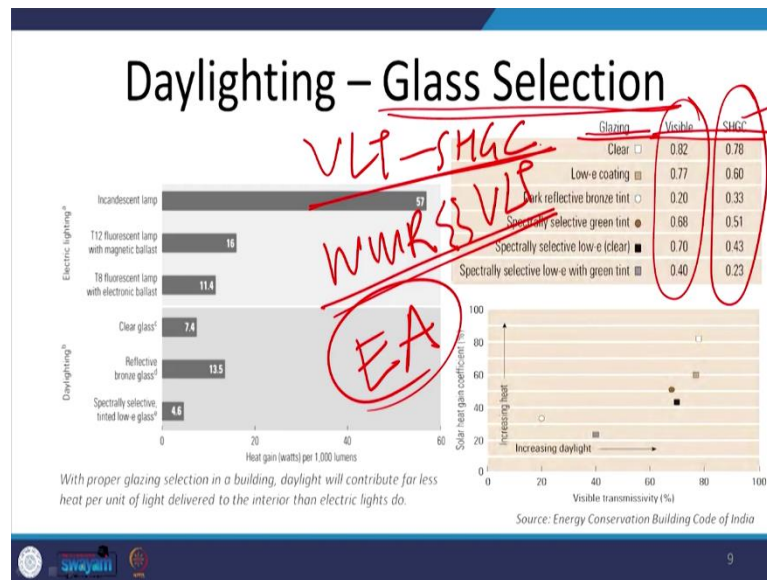 Daylighting – Glass Selection
Glazing Visible SHGC
Clear 0.82 0.78
Low-e coating 0.77 0.60
Dark reflective bronze tint 0.20 0.33
Spectrally selective green tint 0.68 0.51
Spectrally selective low-e (clear) 0.70 0.43
Spectrally selective low-e with green tint 0.40 0.23
VLT – SHGC
WWR VLT
EA
Electric lightingᵃ
Incandescent lamp 57
T12 fluorescent lamp
with magnetic ballast 16
T8 fluorescent lamp
with electronic ballast 11.4
Daylightingᵇ
Clear glassᶜ 7.4
Reflective
bronze glassᵈ 13.5
Spectrally selective,
tinted low-e glassᵉ 4.6
0 20 40 60
Heat gain (watts) per 1,000 lumens
Solar heat gain coefficient (%)
100
80
60
40
20
0
Increasing heat
Increasing daylight
0 20 40 60 80 100
Visible transmissivity (%)
With proper glazing selection in a building, daylight will contribute far less
heat per unit of light delivered to the interior than electric lights do.
Source: Energy Conservation Building Code of India
swayam
9